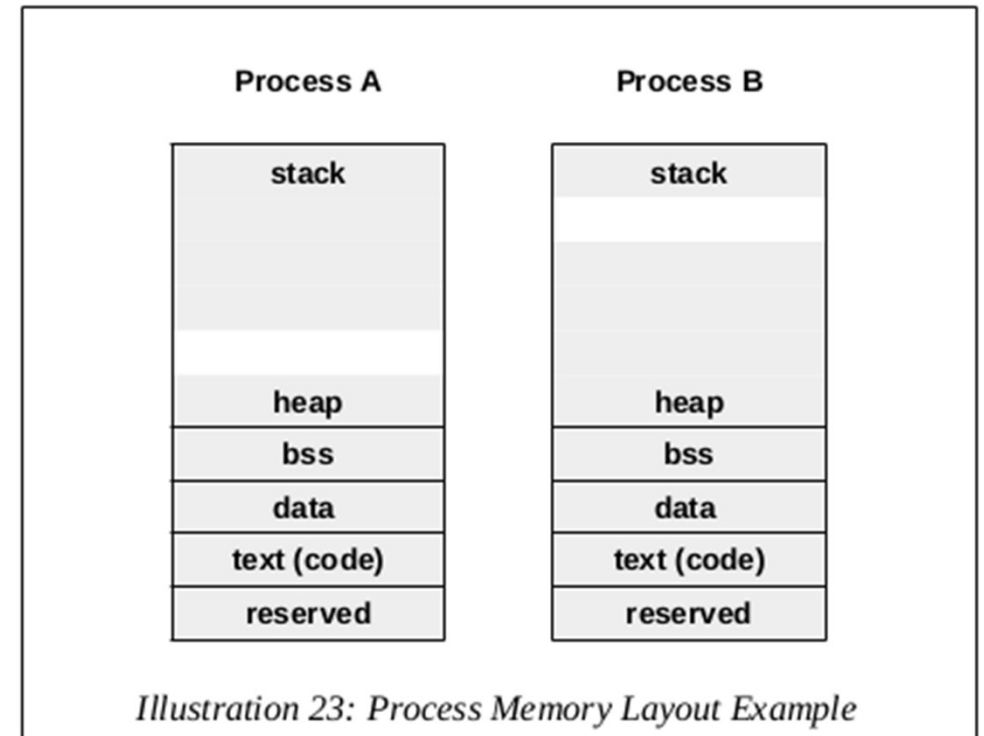 Process A Process B
stack stack
heap heap
bss bss
data data
text (code) text (code)
reserved reserved
Illustration 23: Process Memory Layout Example